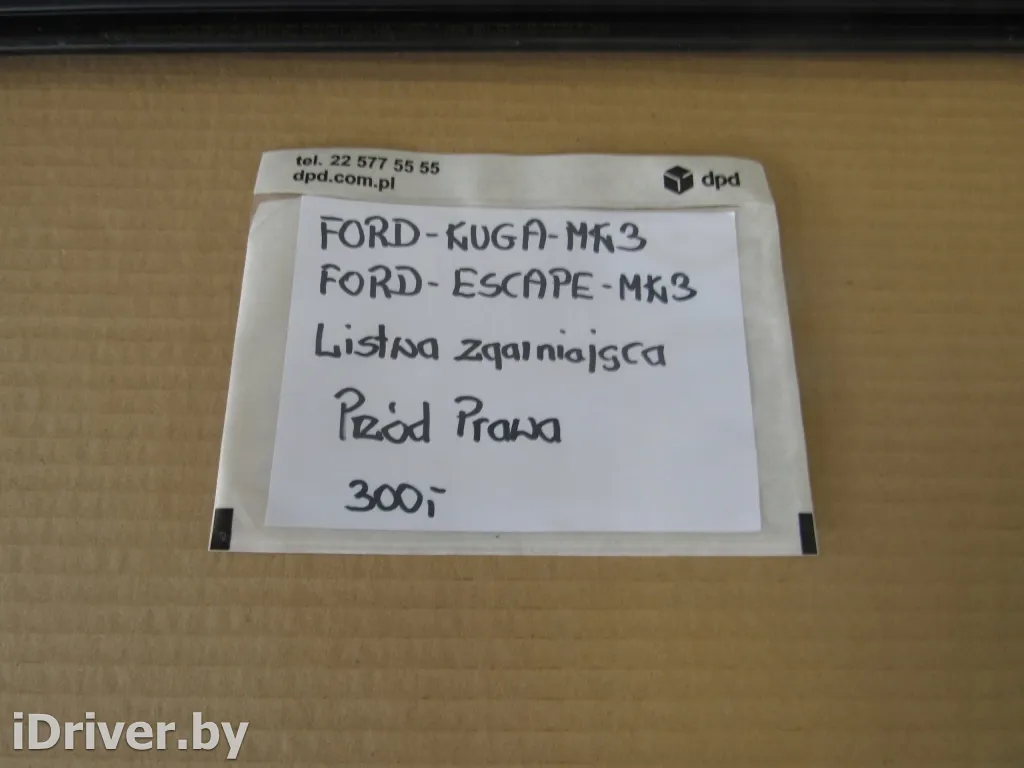 tel. 22 577 55 55
dpd.com.pl
dpd
FORD-KUGA-MK3
FORD-ESCAPE-MK3
Listwa zgarniająca
Przód Prawa
300,-
iDriver.by